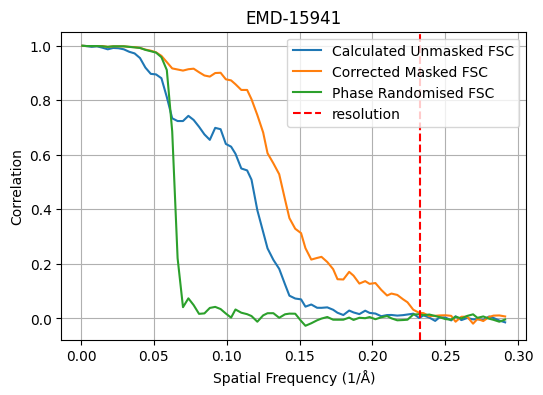 EMD-15941
1.0
0.8
0.6
0.4
0.2
0.0
Correlation
Calculated Unmasked FSC
Corrected Masked FSC
Phase Randomised FSC
resolution
0.00 0.05 0.10 0.15 0.20 0.25 0.30
Spatial Frequency (1/Å)